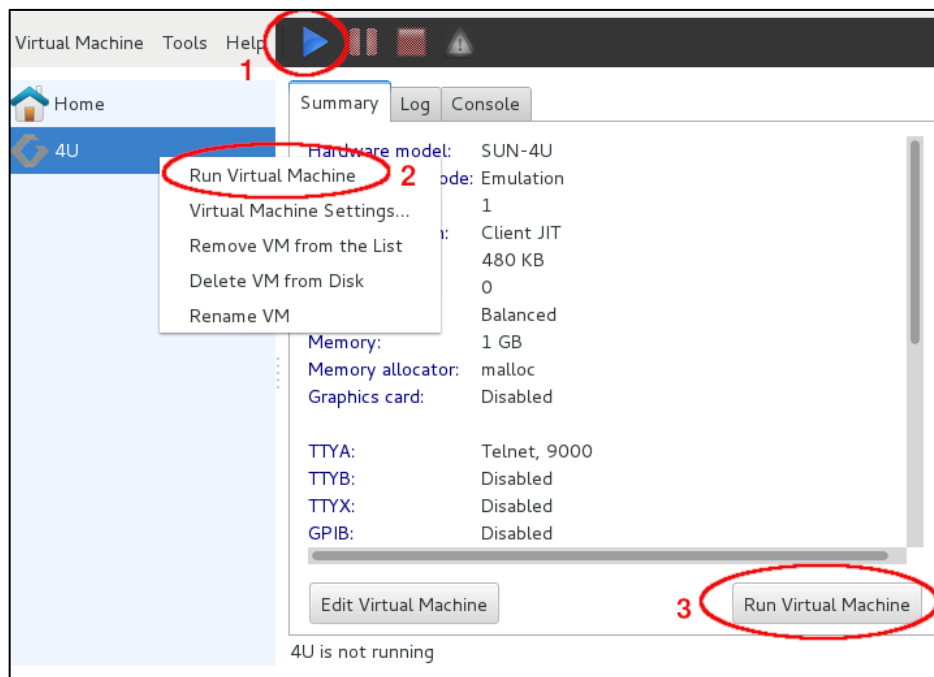 Virtual Machine Tools Help
1
Home
4U
Summary Log Console
Hardware model: SUN-4U
Run Virtual Machine 2
ode: Emulation
Virtual Machine Settings...
1
n: Client JIT
Remove VM from the List
480 KB
Delete VM from Disk
0
Rename VM
Balanced
Memory: 1 GB
Memory allocator: malloc
Graphics card: Disabled
TTYA: Telnet, 9000
TTYB: Disabled
TTYX: Disabled
GPIB: Disabled
Edit Virtual Machine 3 Run Virtual Machine
4U is not running